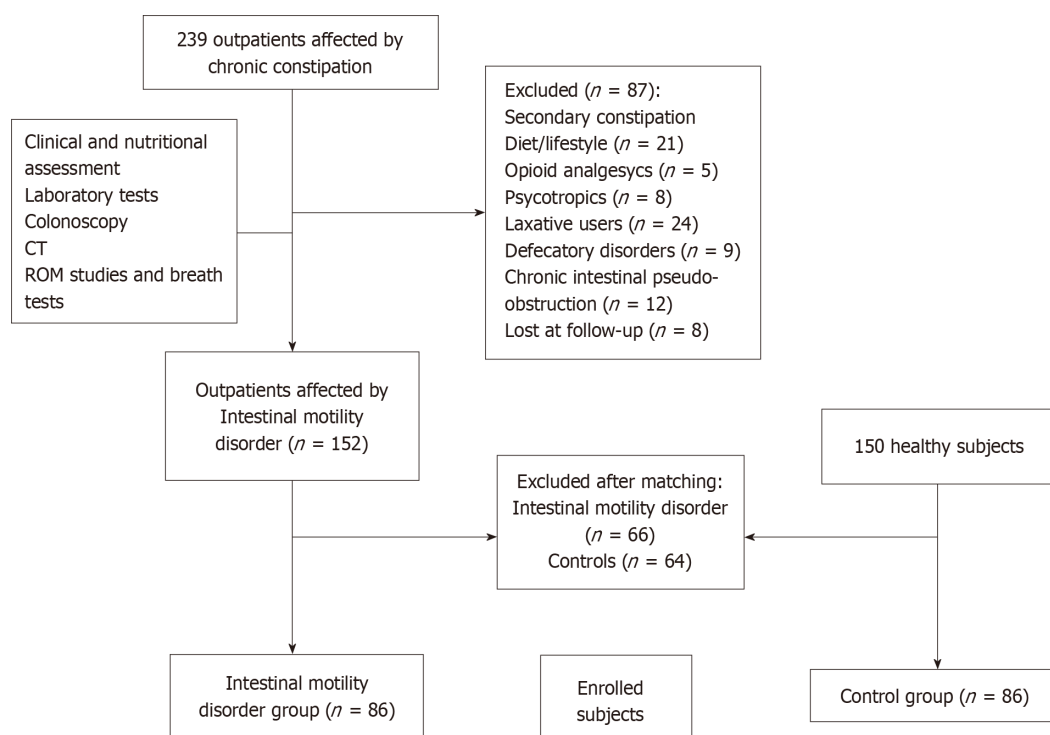 239 outpatients affected by
chronic constipation
Excluded (n = 87):
Secondary constipation
Diet/lifestyle (n = 21)
Opioid analgesycs (n = 5)
Psycotropics (n = 8)
Laxative users (n = 24)
Defecatory disorders (n = 9)
Chronic intestinal pseudo-
obstruction (n = 12)
Lost at follow-up (n = 8)
Clinical and nutritional
assessment
Laboratory tests
Colonoscopy
CT
ROM studies and breath
tests
Outpatients affected by
Intestinal motility
disorder (n = 152)
150 healthy subjects
Excluded after matching:
Intestinal motility disorder
(n = 66)
Controls (n = 64)
Intestinal motility
disorder group (n = 86)
Enrolled
subjects
Control group (n = 86)